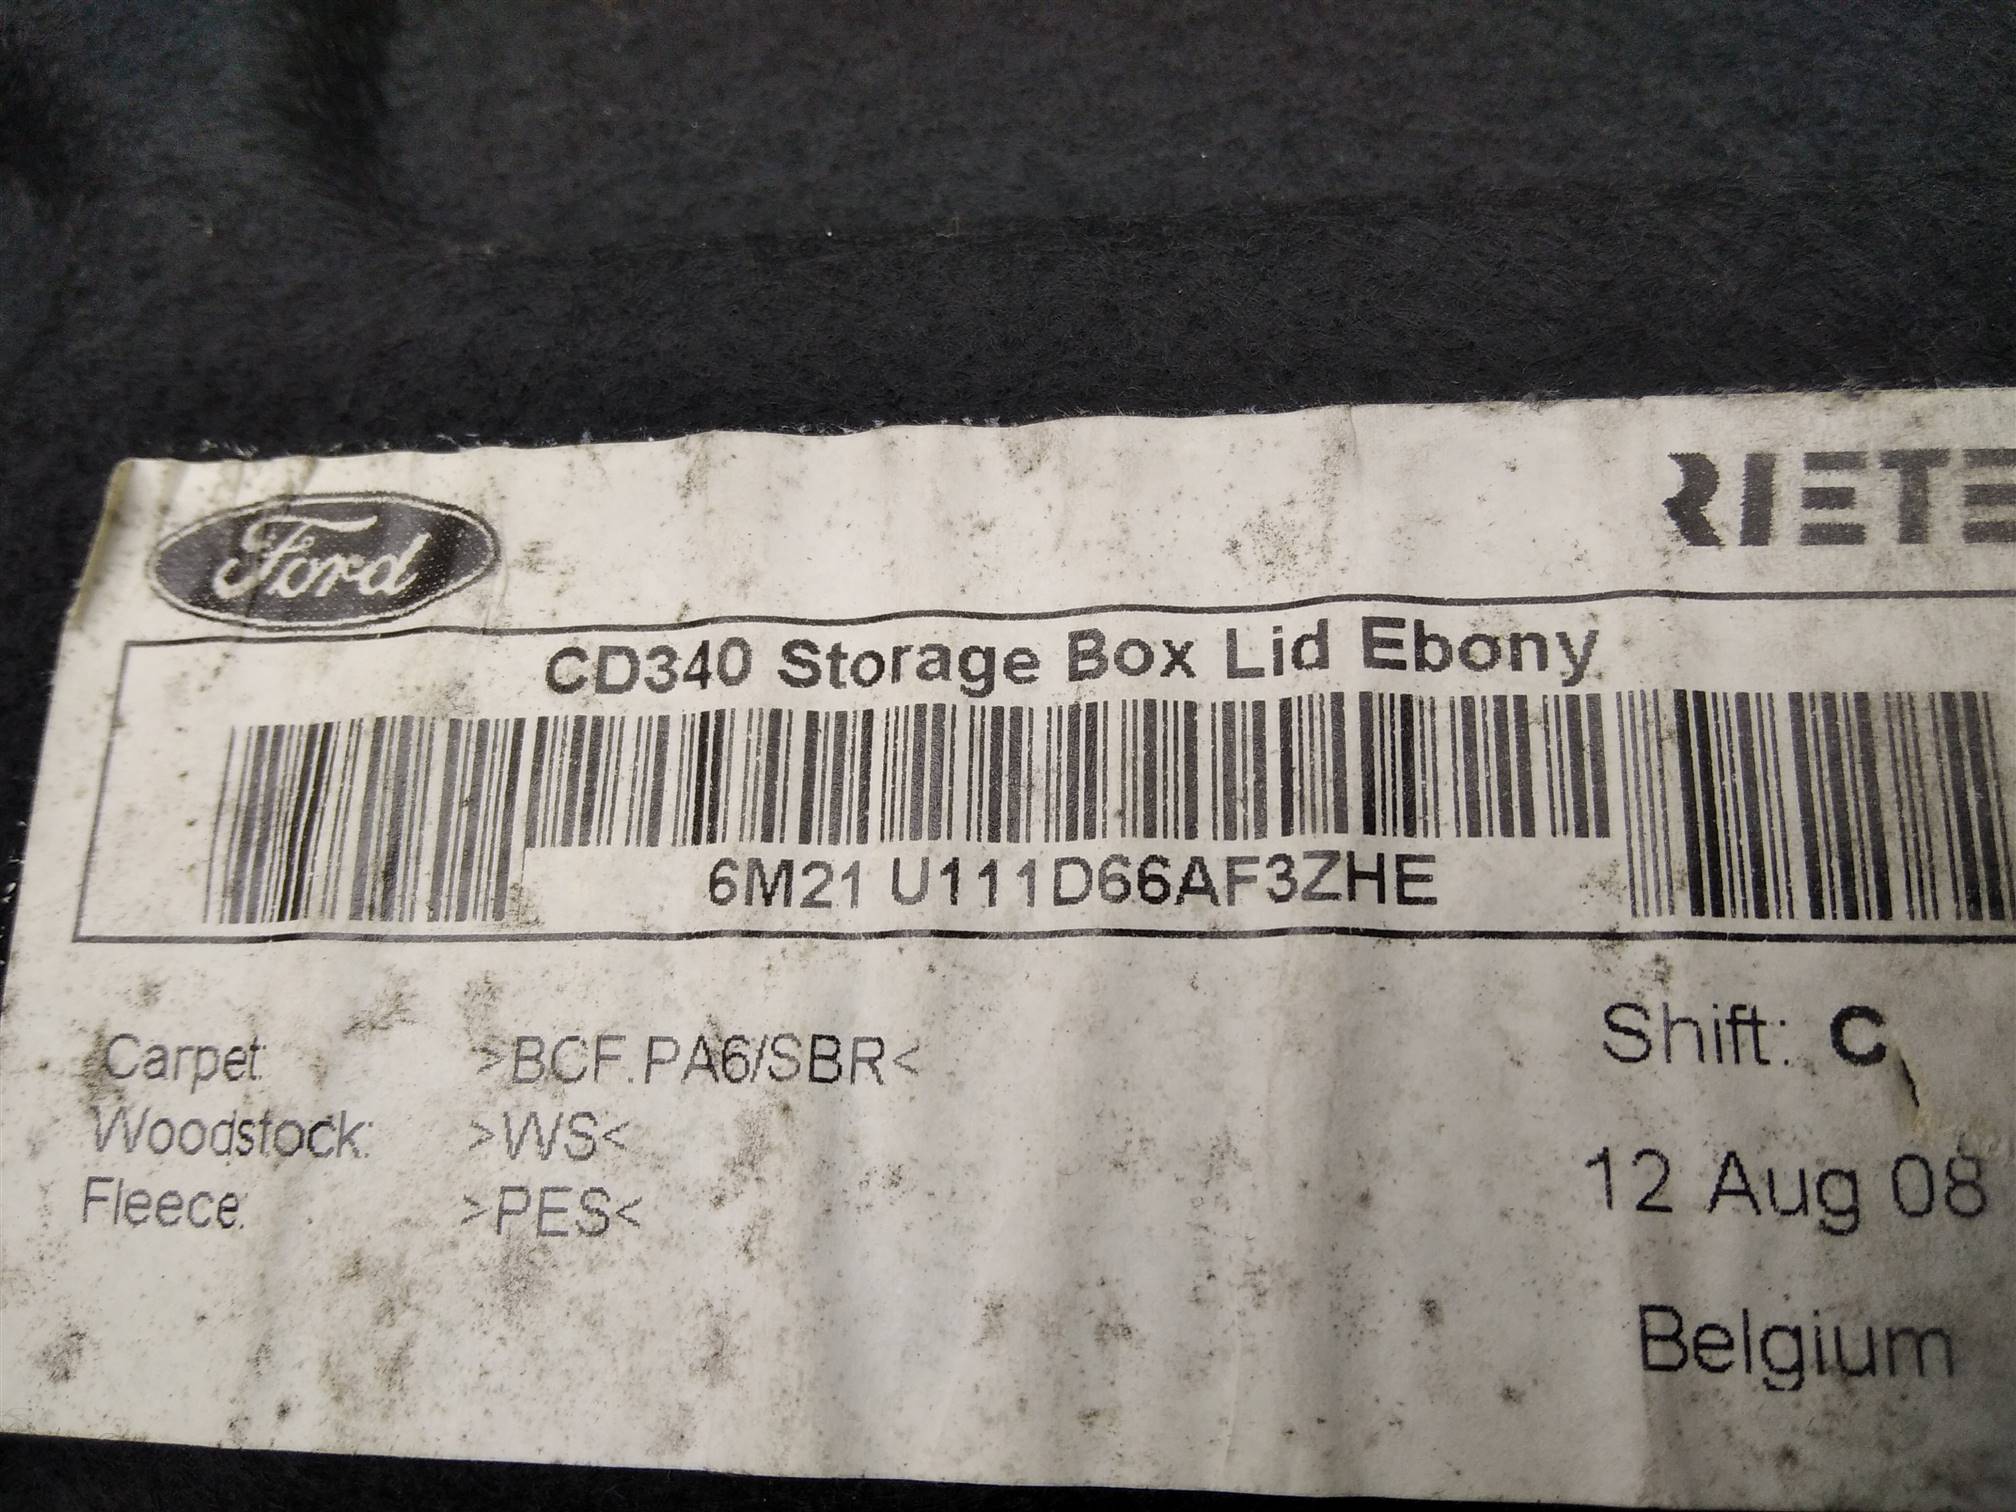 Ford
RIETE
CD340 Storage Box Lid Ebony
6M21 U111D66AF3ZHE
Carpet: >BCF.PA6/SBR<
Shift: C
Woodstock: >WS<
12 Aug 08
Fleece: >PES<
Belgium